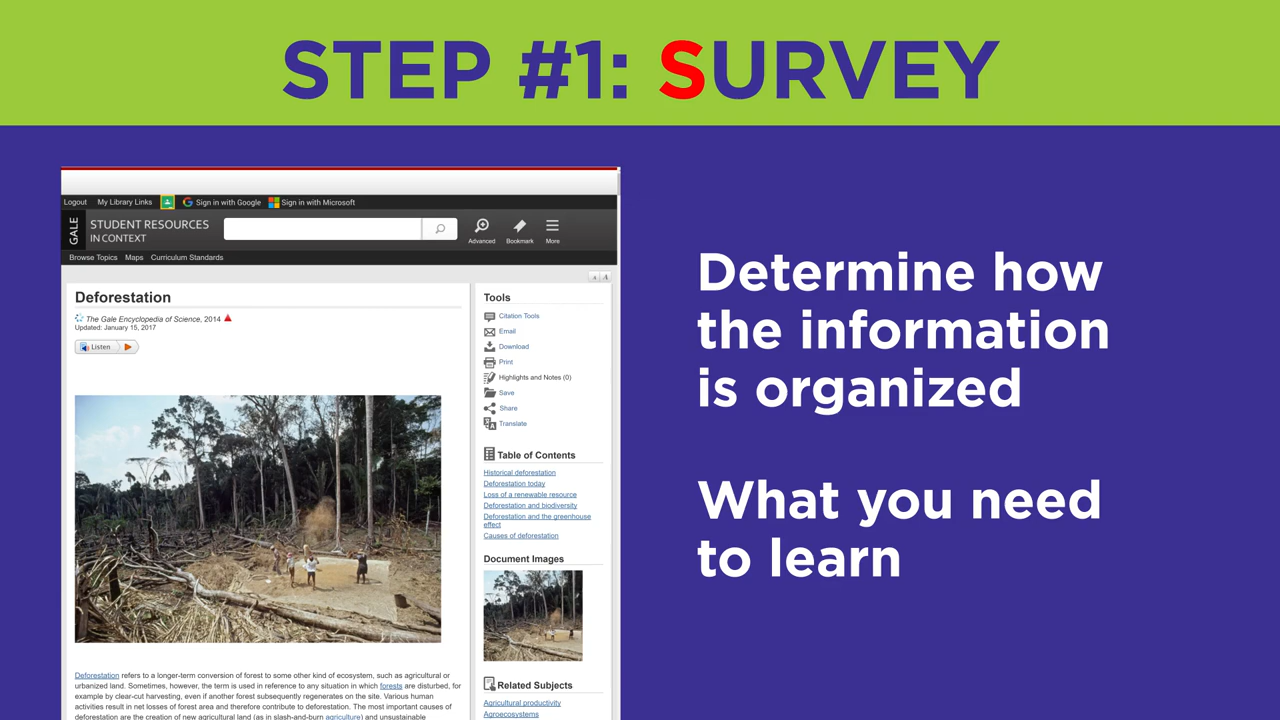 STEP #1: SURVEY
Logout My Library Links Sign in with Google Sign in with Microsoft
GALE
STUDENT RESOURCES
IN CONTEXT
Advanced Bookmark More
Browse Topics Maps Curriculum Standards
Deforestation
The Gale Encyclopedia of Science, 2014
Updated: January 15, 2017
Listen
Deforestation refers to a longer-term conversion of forest to some other kind of ecosystem, such as agricultural or
urbanized land. Sometimes, however, the term is used in reference to any situation in which forests are disturbed, for
example by clear-cut harvesting, even if another forest subsequently regenerates on the site. Various human
activities result in net losses of forest area and therefore contribute to deforestation. The most important causes of
deforestation are the creation of new agricultural land (as in slash-and-burn agriculture) and unsustainable
A A
Tools
Citation Tools
Email
Download
Print
Highlights and Notes (0)
Save
Share
Translate
Table of Contents
Historical deforestation
Deforestation today
Loss of a renewable resource
Deforestation and biodiversity
Deforestation and the greenhouse
effect
Causes of deforestation
Document Images
Related Subjects
Agricultural productivity
Agroecosystems
Determine how
the information
is organized
What you need
to learn